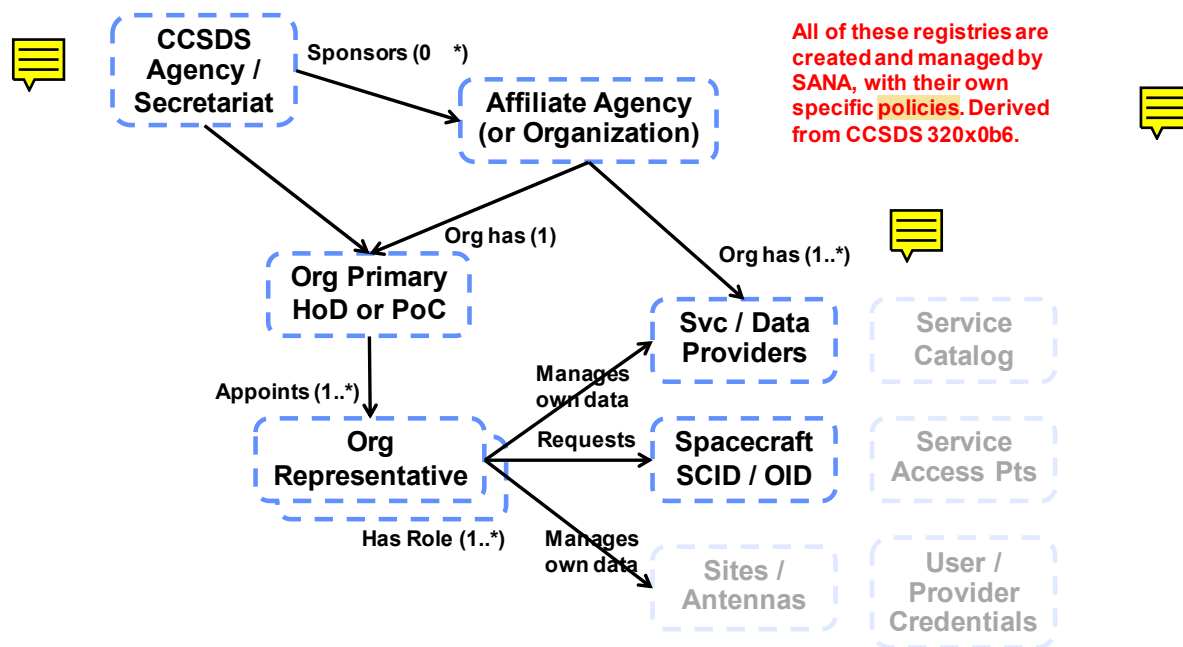 CCSDS
Agency /
Secretariat
Sponsors (0    *)
Affiliate Agency
(or Organization)
All of these registries are
created and managed by
SANA, with their own
specific policies. Derived
from CCSDS 320x0b6.
Org has (1)
Org has (1..*)
Org Primary
HoD or PoC
Svc / Data
Providers
Service
Catalog
Appoints (1..*)
Manages
own data
Org
Representative
Requests
Spacecraft
SCID / OID
Service
Access Pts
Has Role (1..*)
Manages
own data
Sites /
Antennas
User /
Provider
Credentials